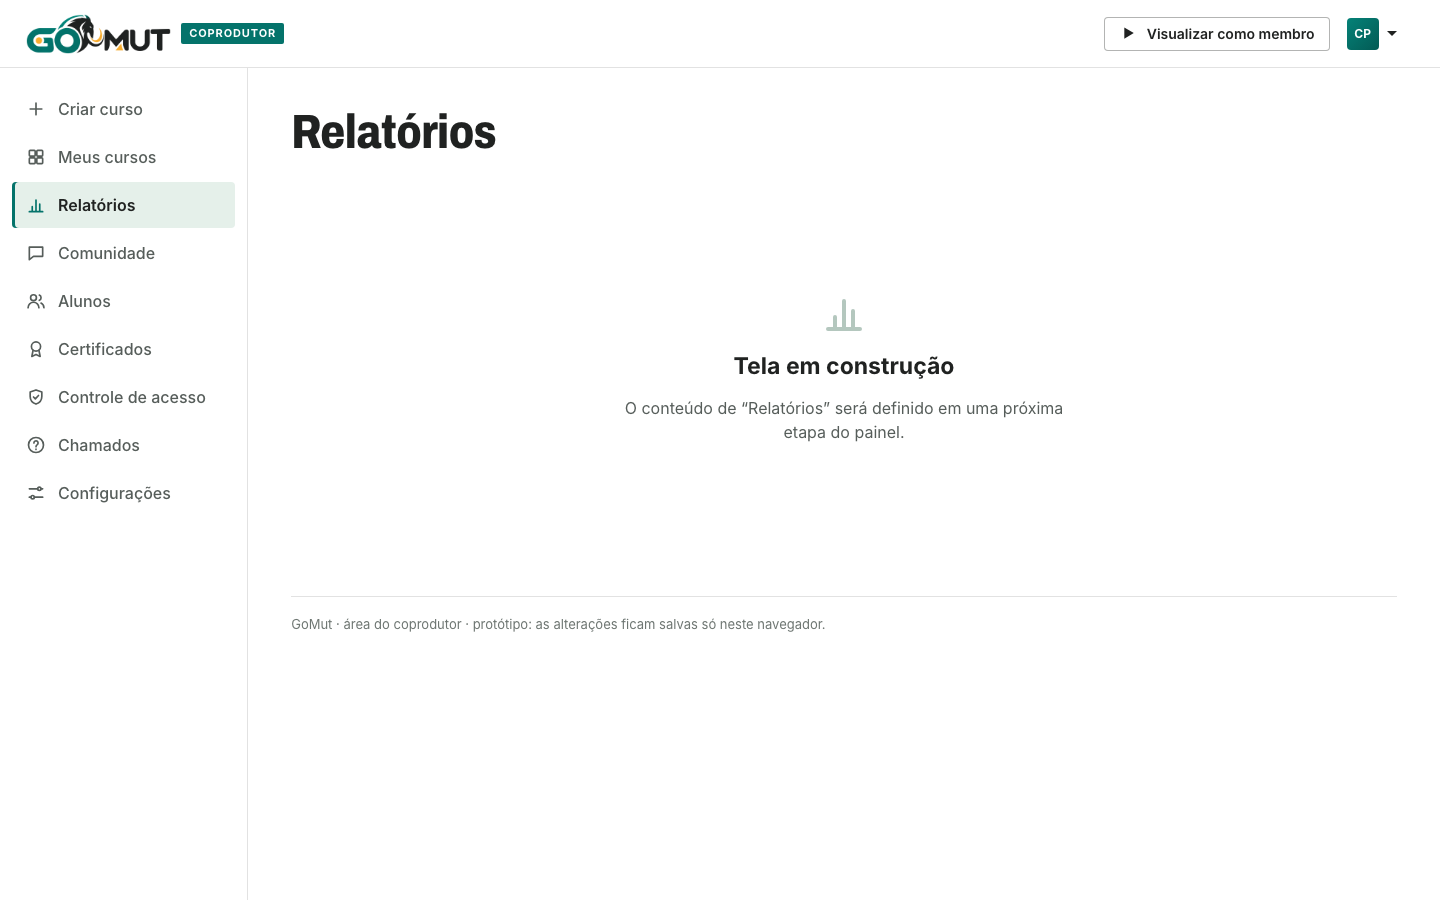 GOMUT
COPRODUTOR
Visualizar como membro
CP
Criar curso
Meus cursos
Relatórios
Comunidade
Alunos
Certificados
Controle de acesso
Chamados
Configurações
Relatórios
Tela em construção
O conteúdo de “Relatórios” será definido em uma próxima
etapa do painel.
GoMut · área do coprodutor · protótipo: as alterações ficam salvas só neste navegador.